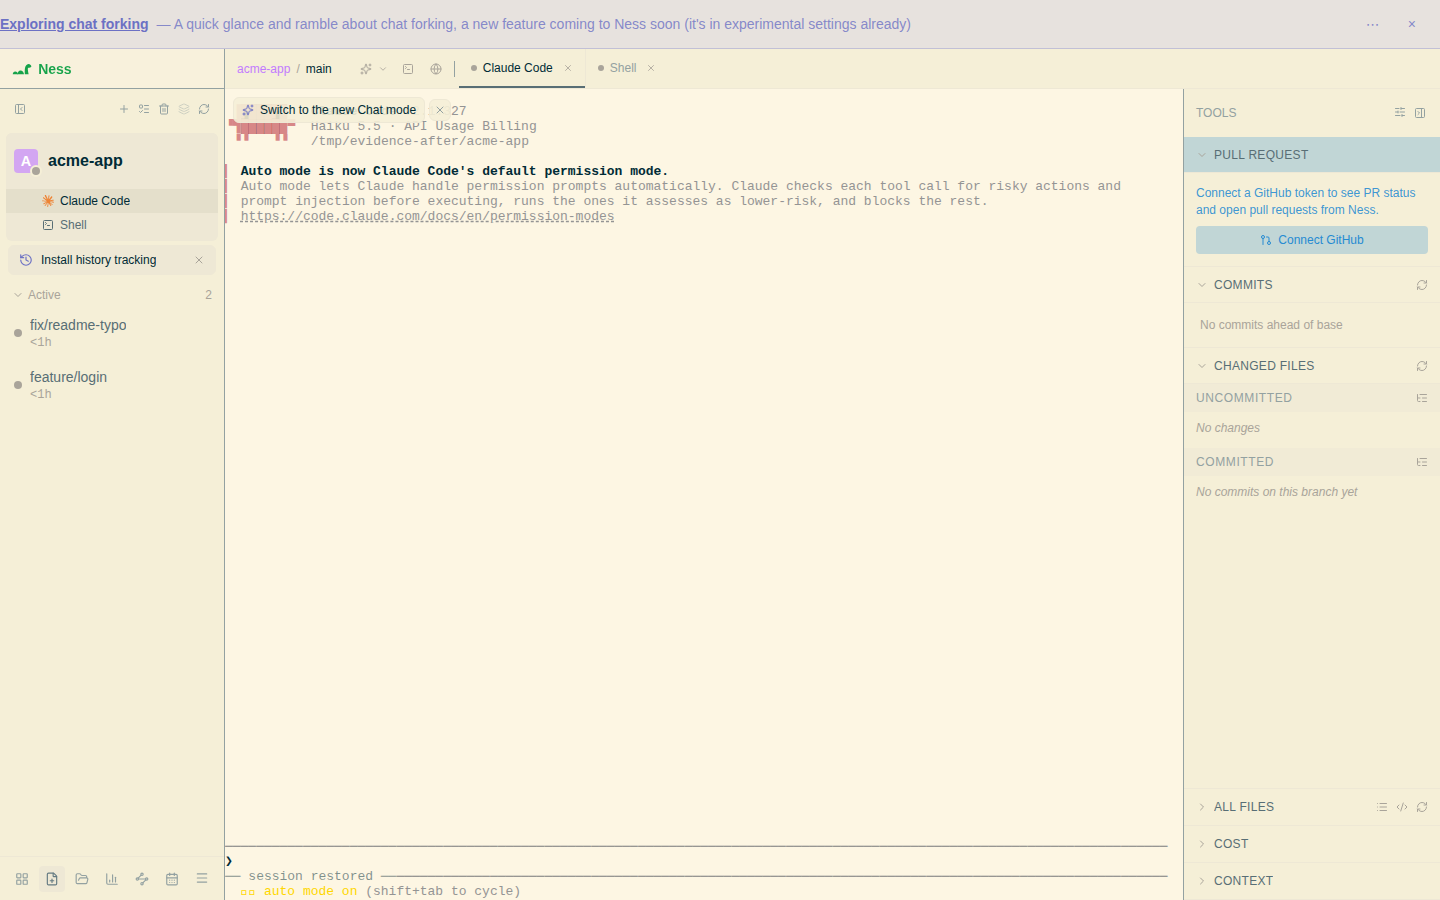 Exploring chat forking — A quick glance and ramble about chat forking, a new feature coming to Ness soon (it's in experimental settings already)
Ness
acme-app / main
Claude Code
Shell
A acme-app
Claude Code
Shell
Install history tracking
Active 2
fix/readme-typo
<1h
feature/login
<1h
Switch to the new Chat mode
27
Haiku 5.5 · API Usage Billing
/tmp/evidence-after/acme-app
Auto mode is now Claude Code's default permission mode.
Auto mode lets Claude handle permission prompts automatically. Claude checks each tool call for risky actions and
prompt injection before executing, runs the ones it assesses as lower-risk, and blocks the rest.
https://code.claude.com/docs/en/permission-modes
❯
session restored
auto mode on (shift+tab to cycle)
TOOLS
PULL REQUEST
Connect a GitHub token to see PR status
and open pull requests from Ness.
Connect GitHub
COMMITS
No commits ahead of base
CHANGED FILES
UNCOMMITTED
No changes
COMMITTED
No commits on this branch yet
ALL FILES
COST
CONTEXT